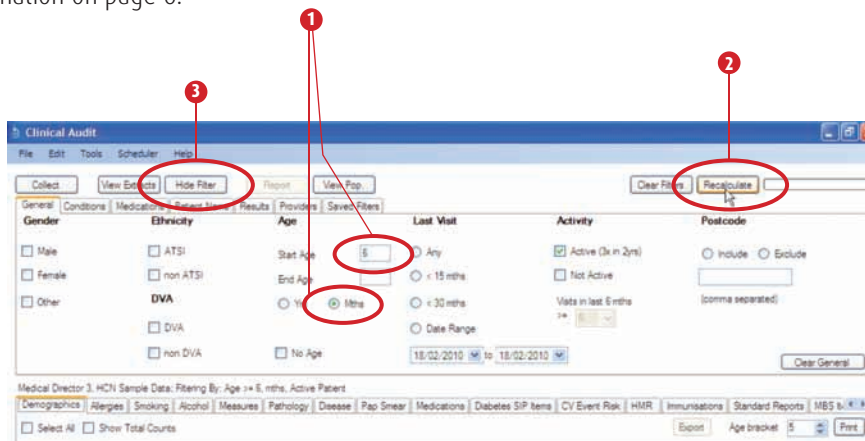 nation on page 6.
1
2
3
Clinical Audit
File Edit Tools Scheduler Help
Collect View Extracts Hide Filter Report View Pop. Clear Filters Recalculate
General Conditions Medications Patient Name Results Providers Saved Filters
Gender Ethnicity Age Last Visit Activity Postcode
Male ATSI Start Age 6 Any Active (3x in 2yrs) Include Exclude
Female non ATSI End Age < 15 mths Not Active
Other DVA Mths < 30 mths Visits in last 6 mths (comma separated)
DVA Date Range >= 6
non DVA No Age 18/02/2010 to 18/02/2010 Clear General
Medical Director 3, HCN Sample Data; Filtering By: Age >= 6, mths, Active Patient
Demographics Allergies Smoking Alcohol Measures Pathology Disease Pap Smear Medications Diabetes SIP Items CV Event Risk HMR Immunisations Standard Reports MBS
Select All Show Total Counts Export Age bracket 5 Print